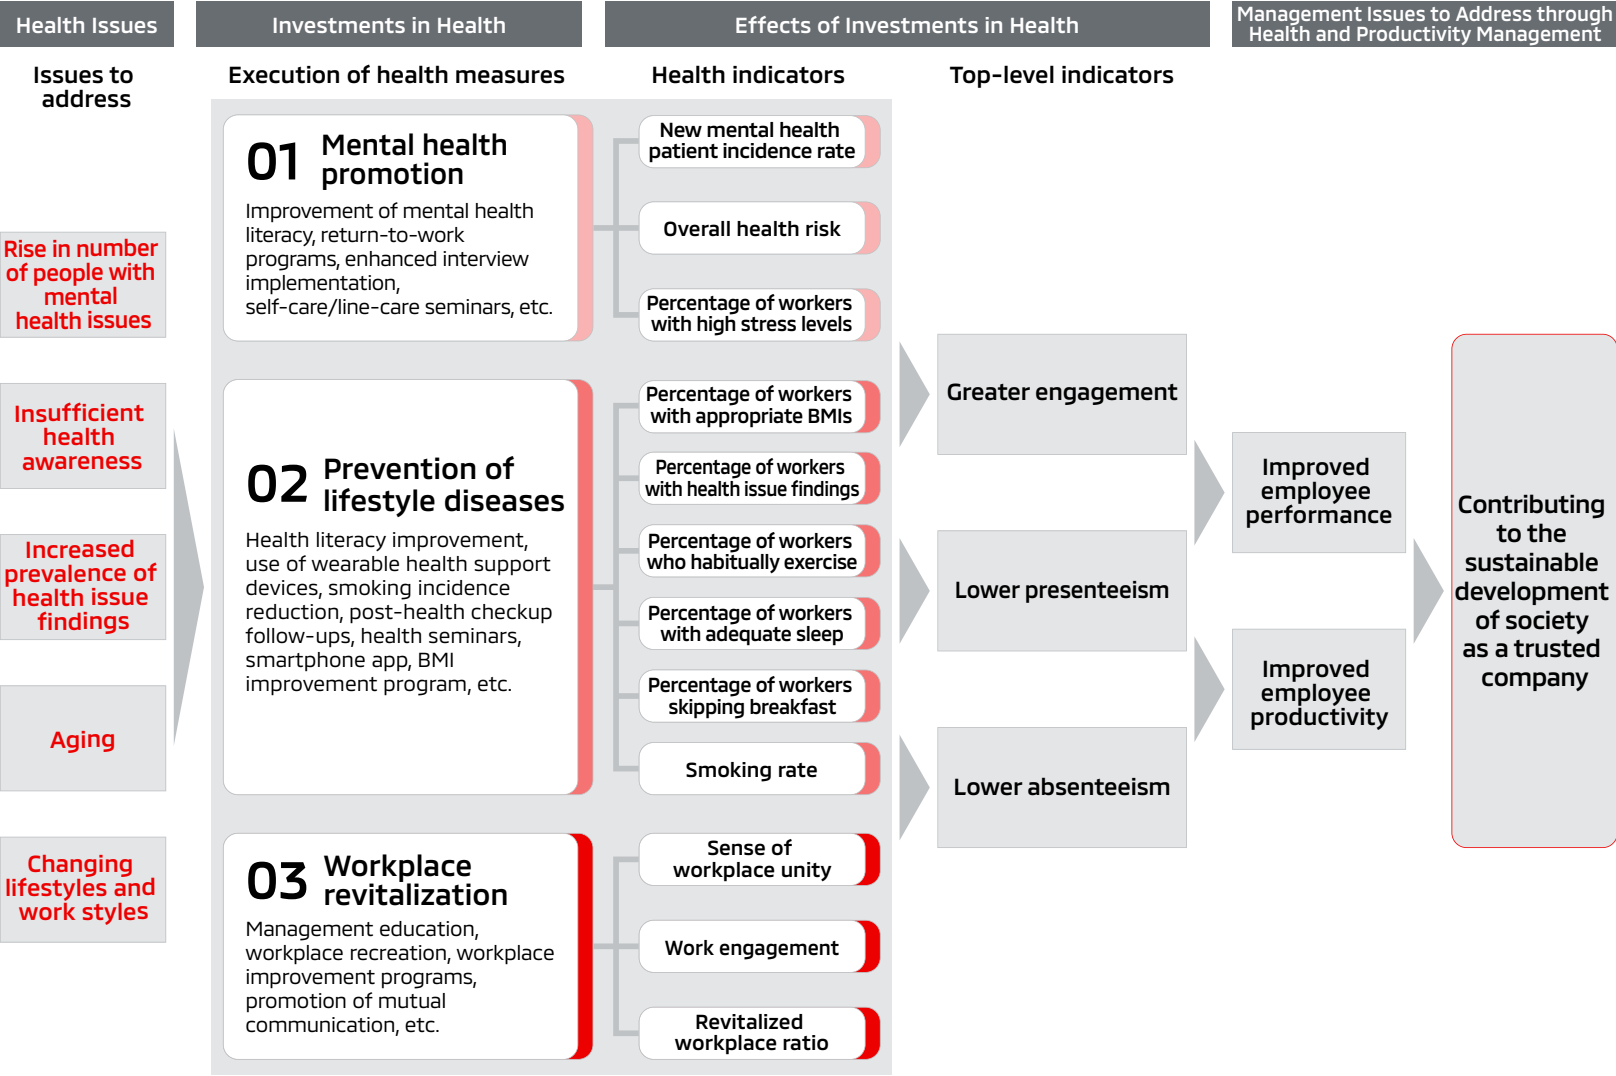 Health Issues
Investments in Health
Effects of Investments in Health
Management Issues to Address through
Health and Productivity Management
Issues to
address
Execution of health measures
Health indicators
Top-level indicators
Rise in number
of people with
mental
health issues
Insufficient
health
awareness
Increased
prevalence of
health issue
findings
Aging
Changing
lifestyles and
work styles
01
Mental health
promotion
Improvement of mental health
literacy, return-to-work
programs, enhanced interview
implementation,
self-care/line-care seminars, etc.
02
Prevention of
lifestyle diseases
Health literacy improvement,
use of wearable health support
devices, smoking incidence
reduction, post-health checkup
follow-ups, health seminars,
smartphone app, BMI
improvement program, etc.
03
Workplace
revitalization
Management education,
workplace recreation, workplace
improvement programs,
promotion of mutual
communication, etc.
New mental health
patient incidence rate
Overall health risk
Percentage of workers
with high stress levels
Percentage of workers
with appropriate BMIs
Percentage of workers
with health issue findings
Percentage of workers
who habitually exercise
Percentage of workers
with adequate sleep
Percentage of workers
skipping breakfast
Smoking rate
Sense of
workplace unity
Work engagement
Revitalized
workplace ratio
Greater engagement
Lower presenteeism
Lower absenteeism
Improved
employee
performance
Improved
employee
productivity
Contributing
to the
sustainable
development
of society
as a trusted
company